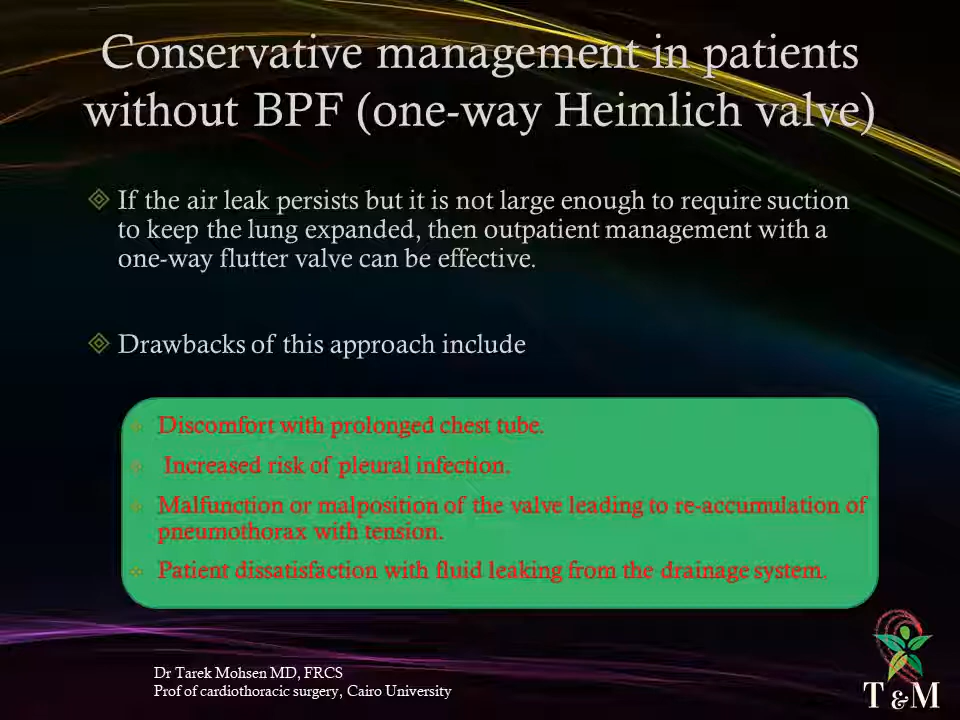 Conservative management in patients
without BPF (one-way Heimlich valve)
If the air leak persists but it is not large enough to require suction
to keep the lung expanded, then outpatient management with a
one-way flutter valve can be effective.
Drawbacks of this approach include
Discomfort with prolonged chest tube.
Increased risk of pleural infection.
Malfunction or malposition of the valve leading to re-accumulation of
pneumothorax with tension.
Patient dissatisfaction with fluid leaking from the drainage system.
Dr Tarek Mohsen MD, FRCS
Prof of cardiothoracic surgery, Cairo University
T & M